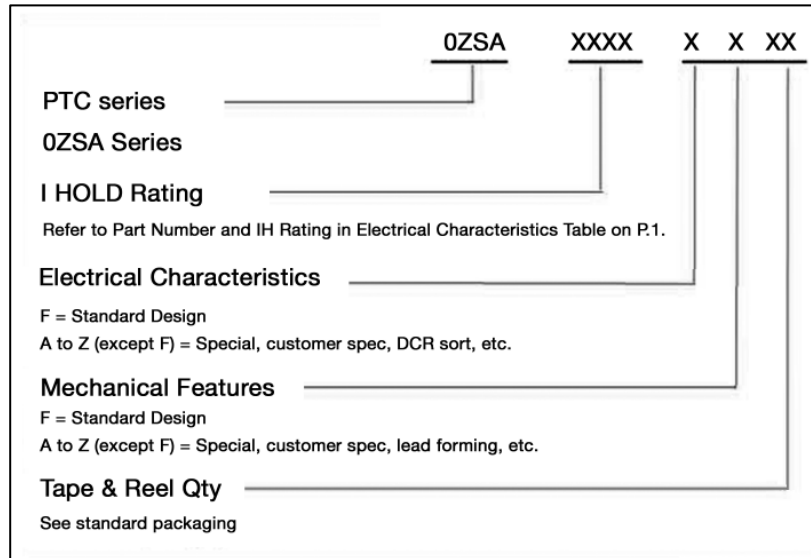 0ZSA XXXX X X XX
PTC series
0ZSA Series
I HOLD Rating
Refer to Part Number and IH Rating in Electrical Characteristics Table on P.1.
Electrical Characteristics
F = Standard Design
A to Z (except F) = Special, customer spec, DCR sort, etc.
Mechanical Features
F = Standard Design
A to Z (except F) = Special, customer spec, lead forming, etc.
Tape & Reel Qty
See standard packaging